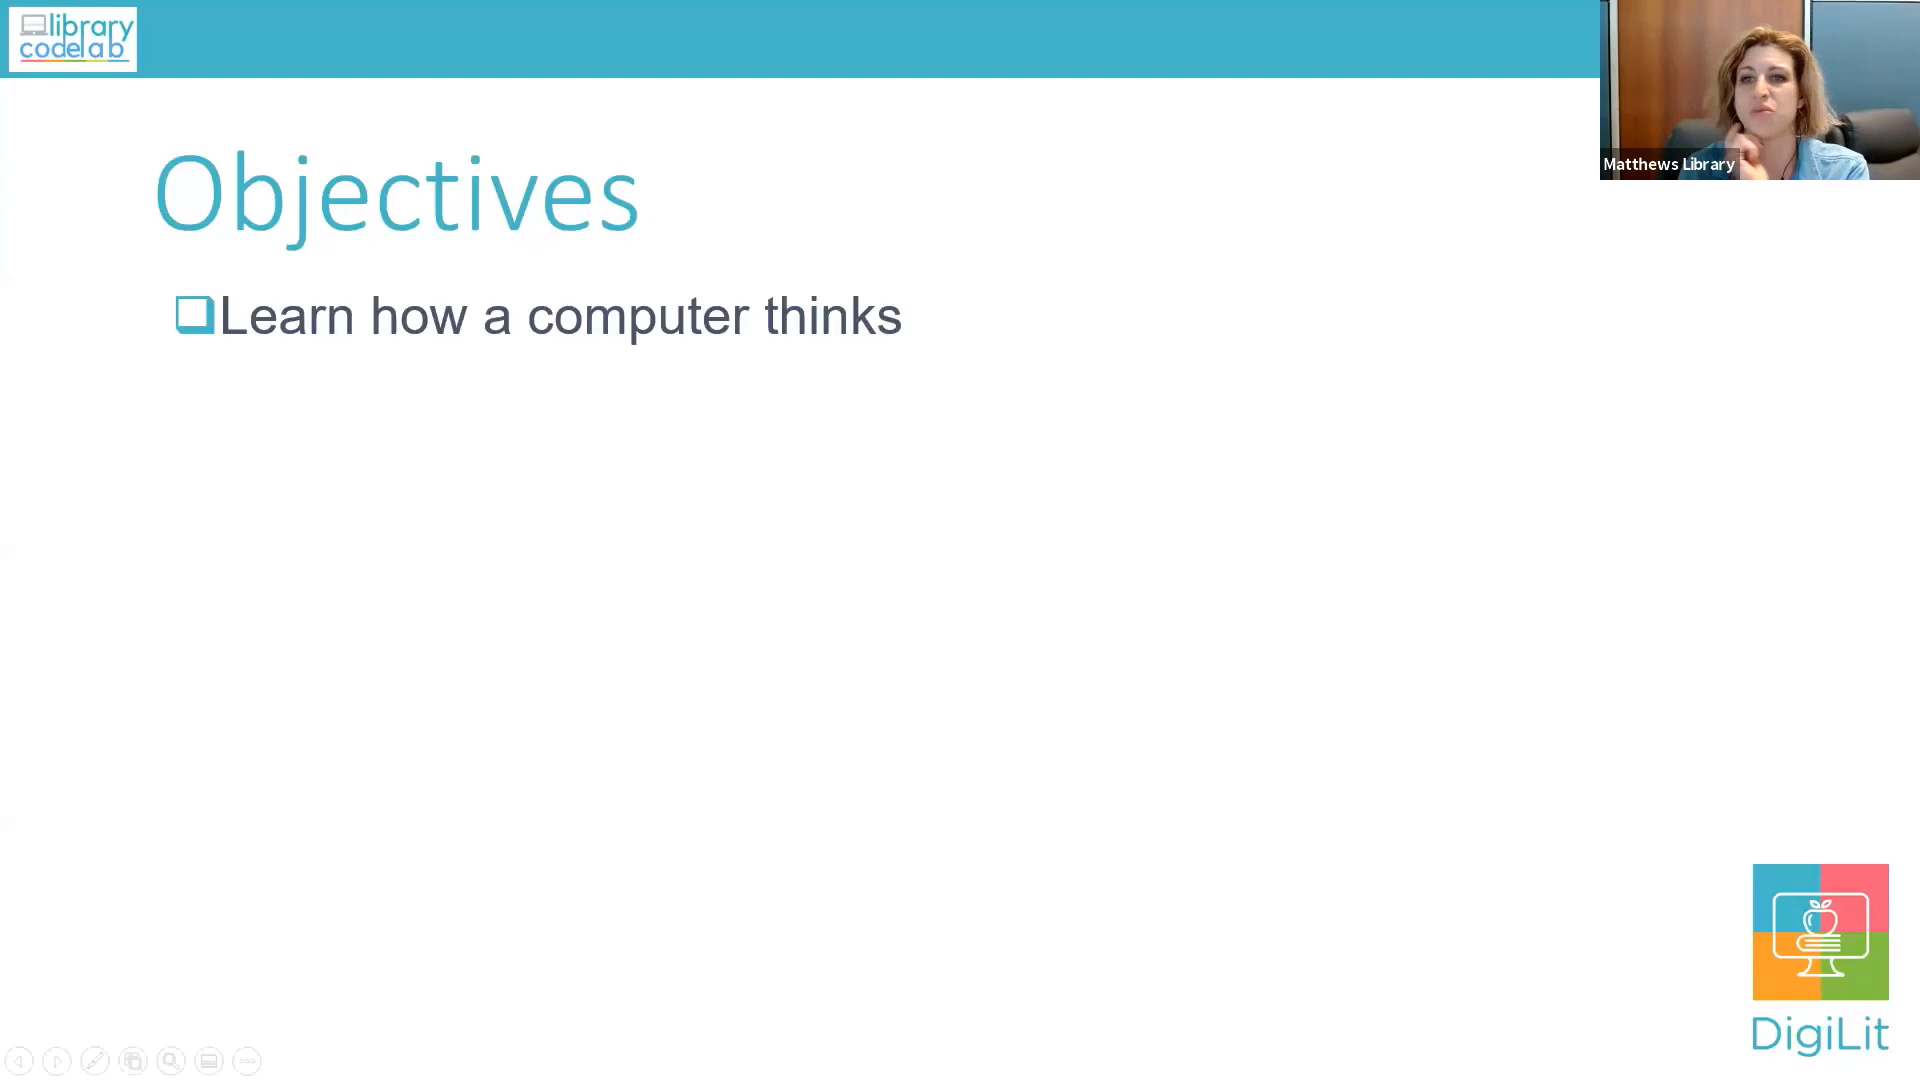 library
codelab
Matthews Library
Objectives
Learn how a computer thinks
DigiLit